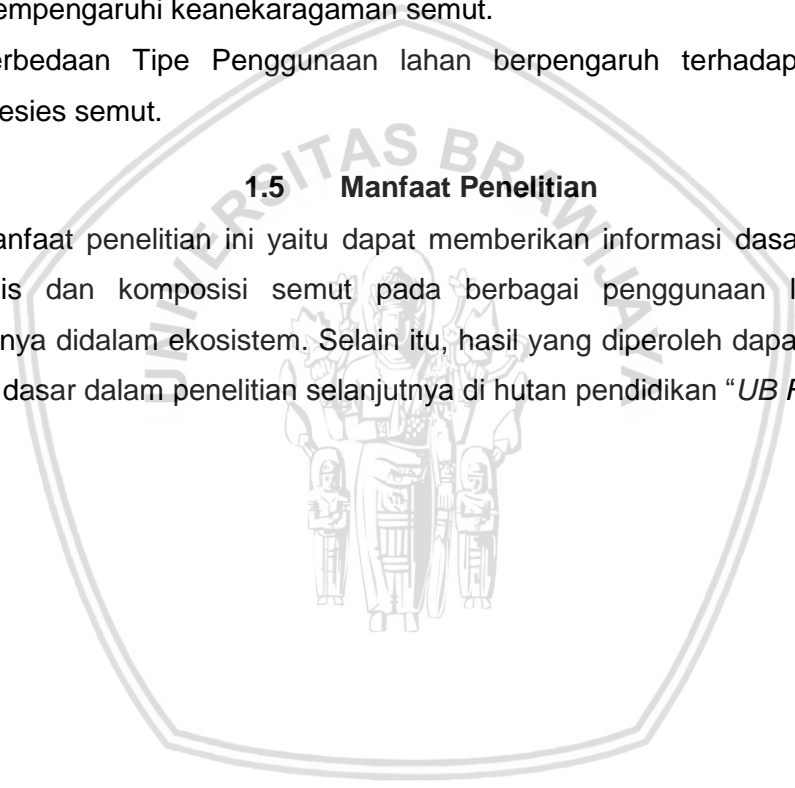 empengaruhi keanekaragaman semut.
erbedaan Tipe Penggunaan lahan berpengaruh terhadap
esies semut.
UNIVERSITAS BRAWIJAYA
1.5 Manfaat Penelitian
anfaat penelitian ini yaitu dapat memberikan informasi dasa
is dan komposisi semut pada berbagai penggunaan l
nya didalam ekosistem. Selain itu, hasil yang diperoleh dapa
dasar dalam penelitian selanjutnya di hutan pendidikan “UB F